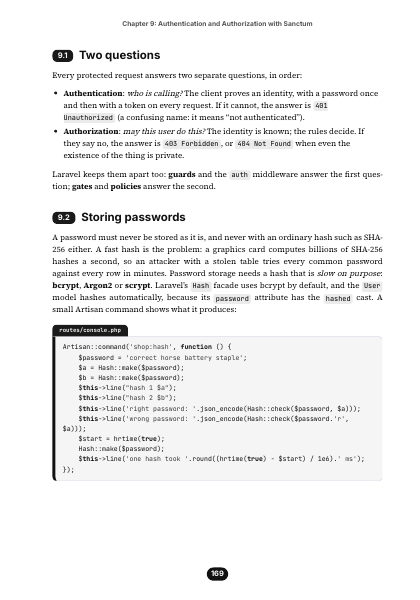 Chapter 9: Authentication and Authorization with Sanctum
9.1 Two questions
Every protected request answers two separate questions, in order:
• Authentication: who is calling? The client proves an identity, with a password once
and then with a token on every request. If it cannot, the answer is 401
Unauthorized (a confusing name: it means “not authenticated”).
• Authorization: may this user do this? The identity is known; the rules decide. If
they say no, the answer is 403 Forbidden, or 404 Not Found when even the
existence of the thing is private.
Laravel keeps them apart too: guards and the auth middleware answer the first ques-
tion; gates and policies answer the second.
9.2 Storing passwords
A password must never be stored as it is, and never with an ordinary hash such as SHA-
256 either. A fast hash is the problem: a graphics card computes billions of SHA-256
hashes a second, so an attacker with a stolen table tries every common password
against every row in minutes. Password storage needs a hash that is slow on purpose:
bcrypt, Argon2 or scrypt. Laravel’s Hash facade uses bcrypt by default, and the User
model hashes automatically, because its password attribute has the hashed cast. A
small Artisan command shows what it produces:
routes/console.php
Artisan::command('shop:hash', function () {
    $password = 'correct horse battery staple';
    $a = Hash::make($password);
    $b = Hash::make($password);
    $this->line("hash 1 $a");
    $this->line("hash 2 $b");
    $this->line('right password: '.json_encode(Hash::check($password, $a)));
    $this->line('wrong password: '.json_encode(Hash::check($password.'r',
$a)));
    $start = hrtime(true);
    Hash::make($password);
    $this->line('one hash took '.round((hrtime(true) - $start) / 1e6).' ms');
});
169